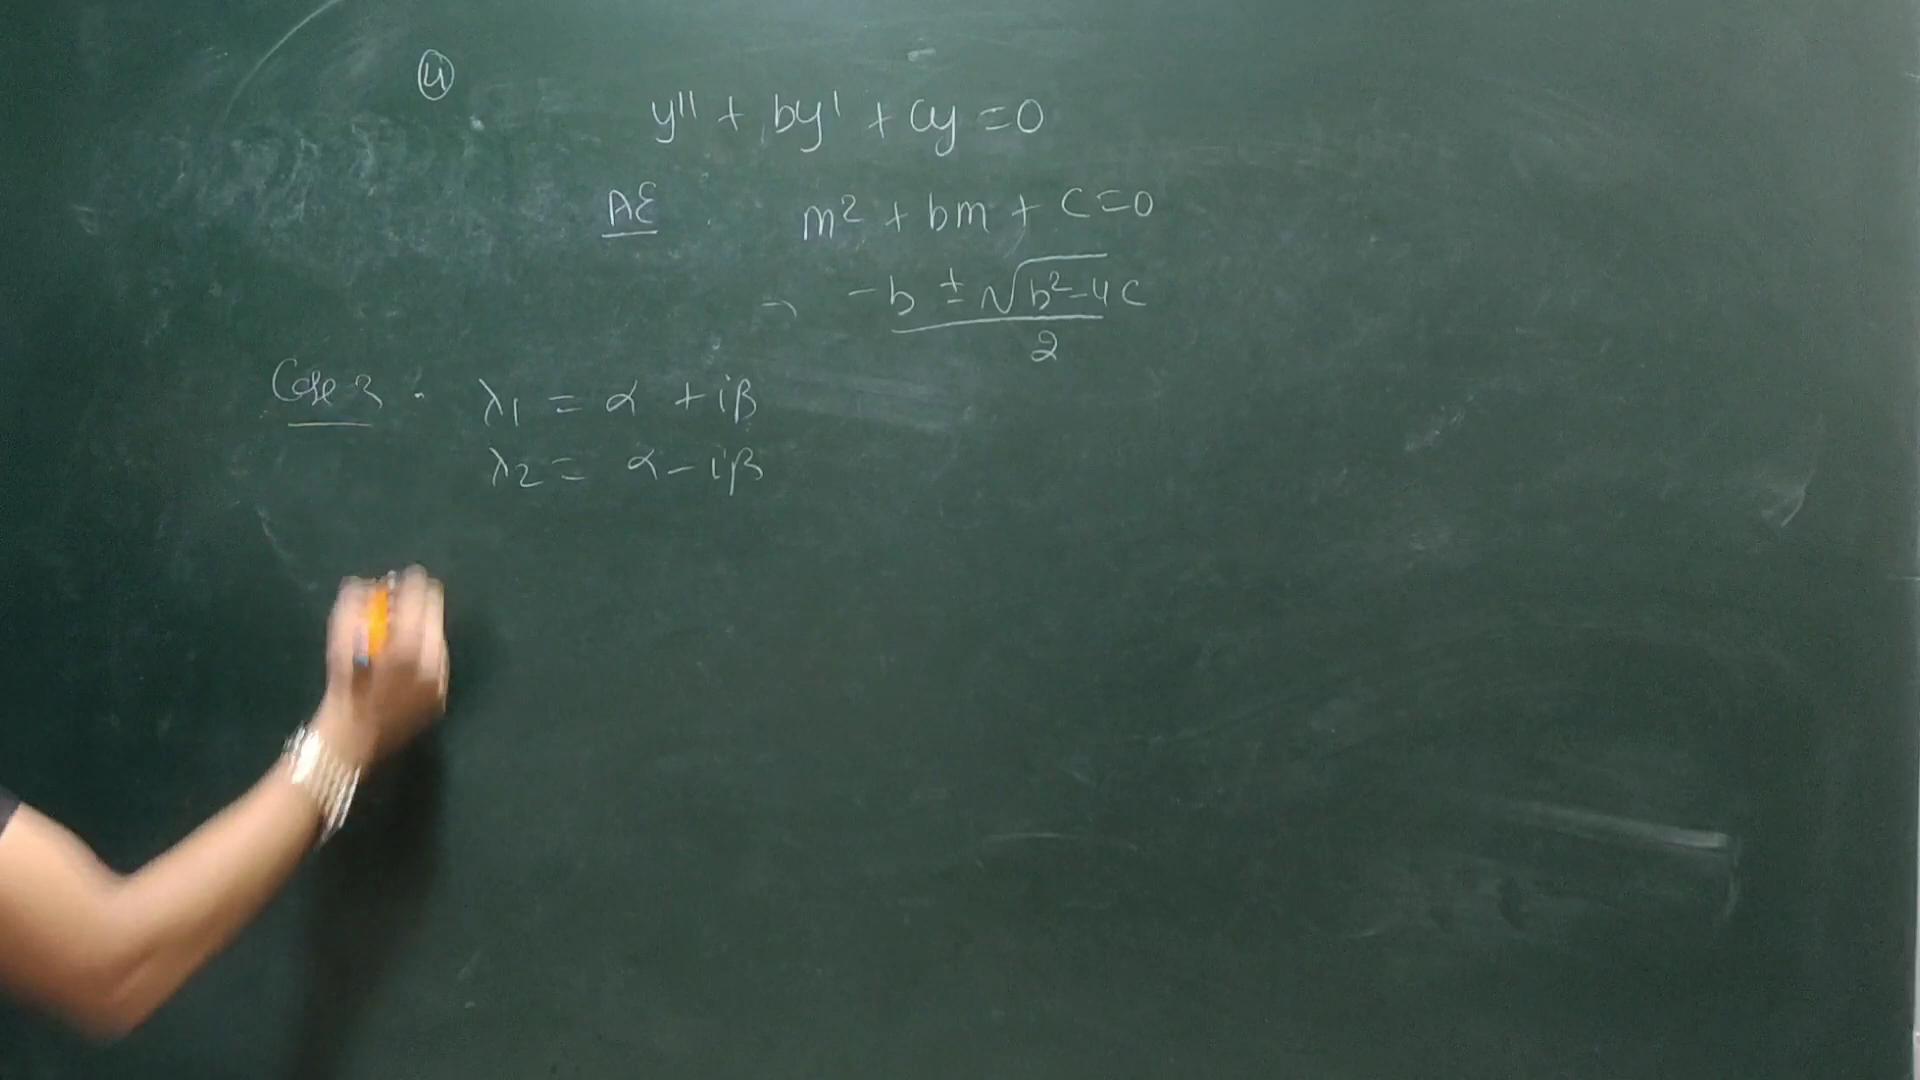 ④
y'' + by' + cy = 0
AE m² + bm + c = 0
→ -b ± √b²-4c / 2
Case 3 . λ1 = α + iβ
λ2 = α - iβ